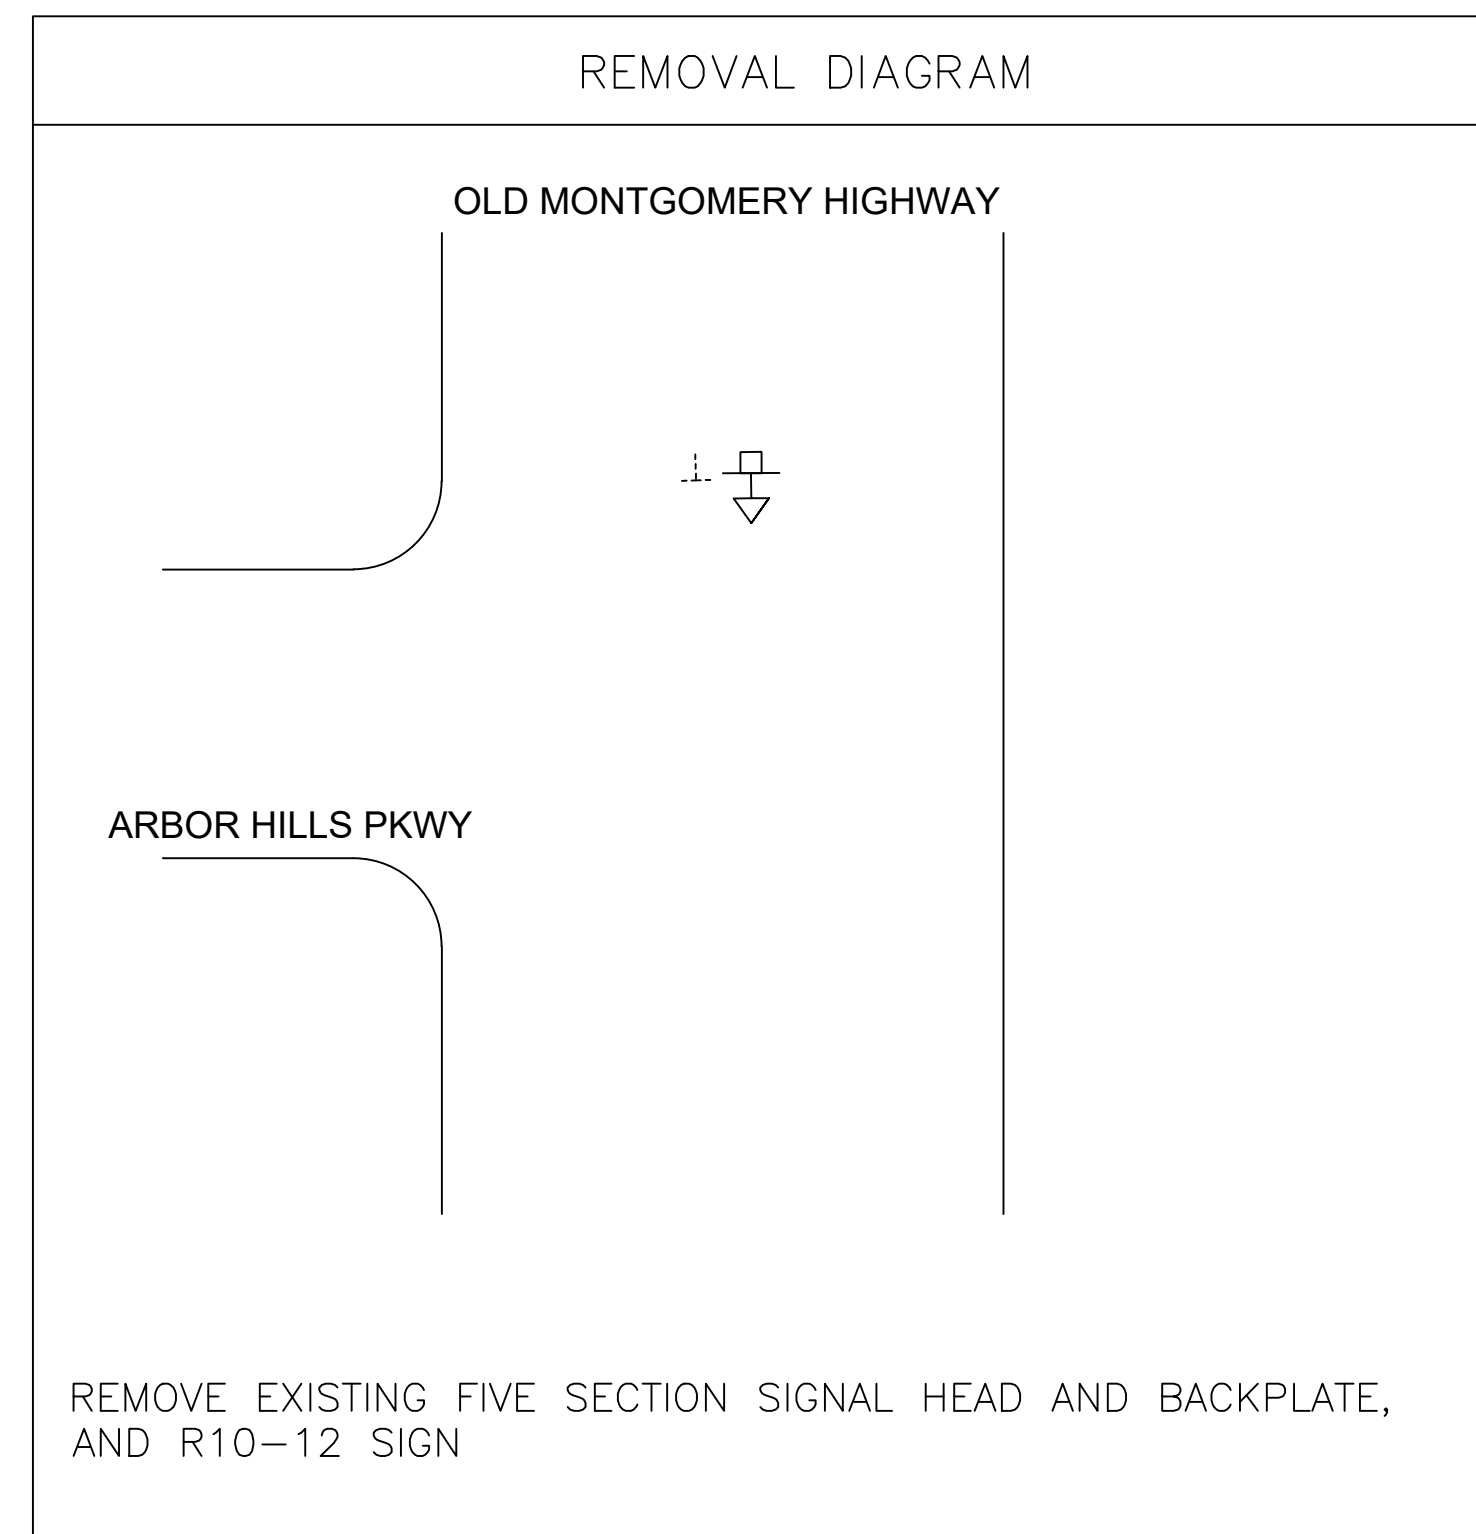 REMOVAL DIAGRAM
OLD MONTGOMERY HIGHWAY
ARBOR HILLS PKWY
REMOVE EXISTING FIVE SECTION SIGNAL HEAD AND BACKPLATE,
AND R10-12 SIGN